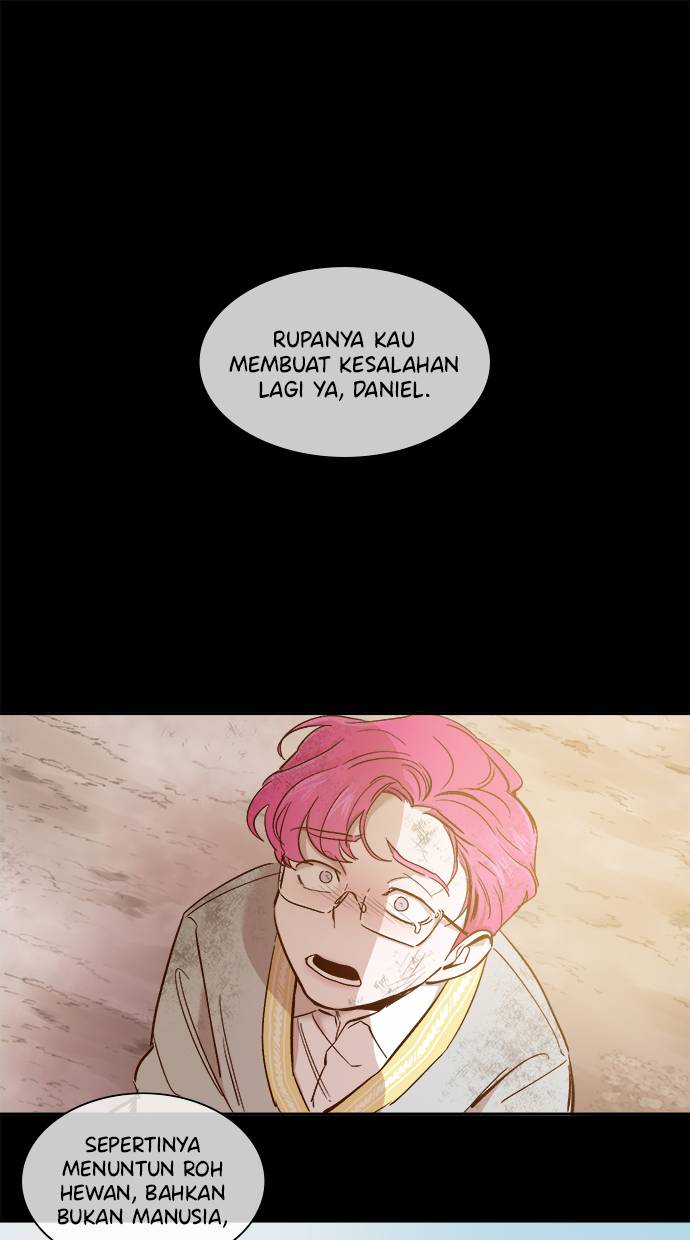 RUPANYA KAU
MEMBUAT KESALAHAN
LAGI YA, DANIEL.
SEPERTINYA
MENUNTUN ROH
HEWAN, BAHKAN
BUKAN MANUSIA,